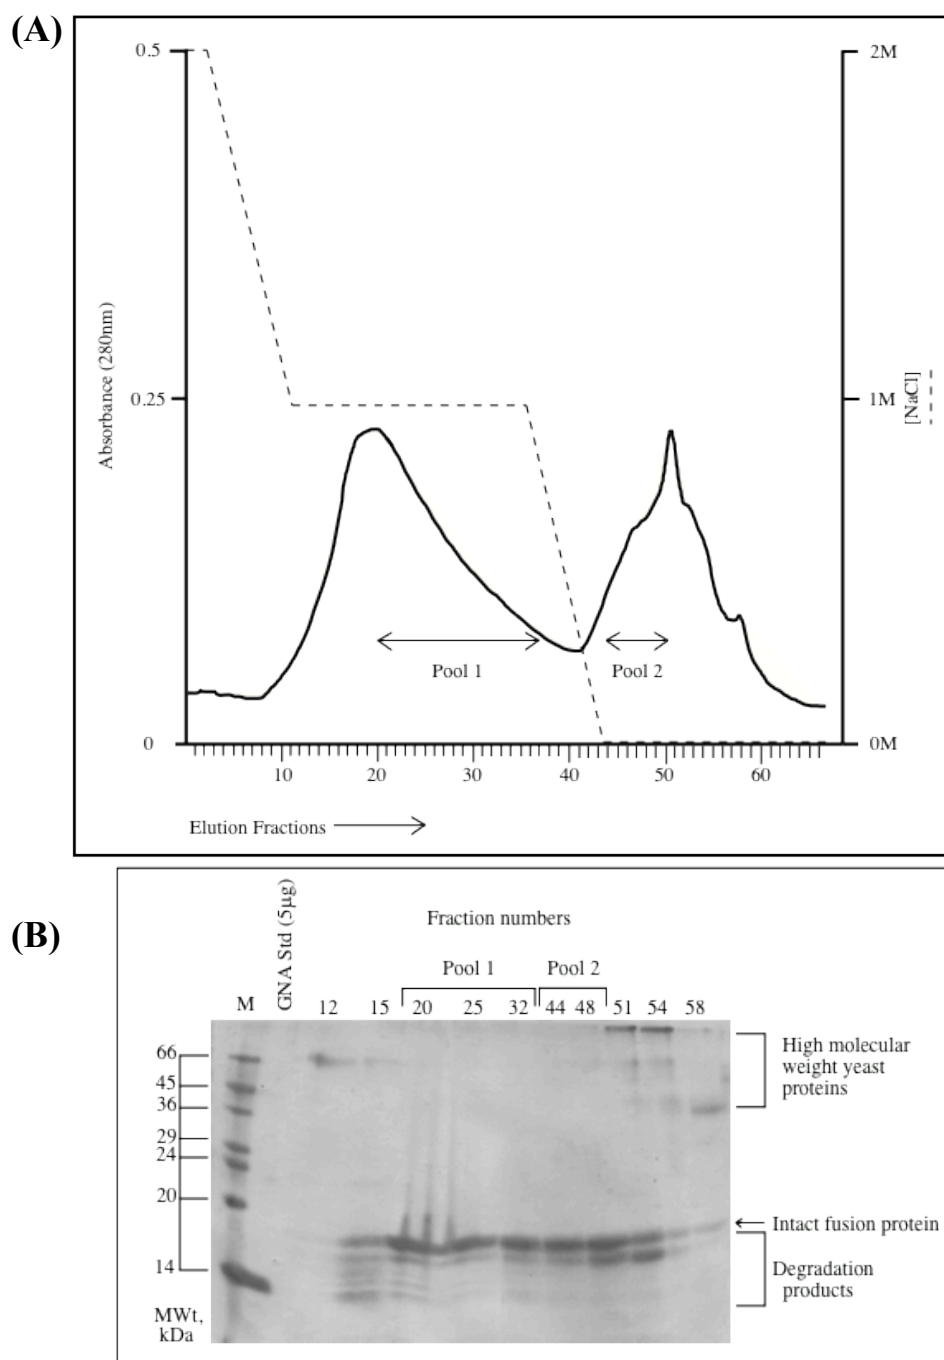 (A)
0.5
0.25
0
Absorbance (280nm)
2M
1M
0M
[NaCl]
Pool 1
Pool 2
10 20 30 40 50 60
Elution Fractions
(B)
Fraction numbers
Pool 1 Pool 2
M GNA Std (5µg) 12 15 20 25 32 44 48 51 54 58
66
45
36
29
24
20
14
MWt,
kDa
High molecular
weight yeast
proteins
Intact fusion protein
Degradation
products